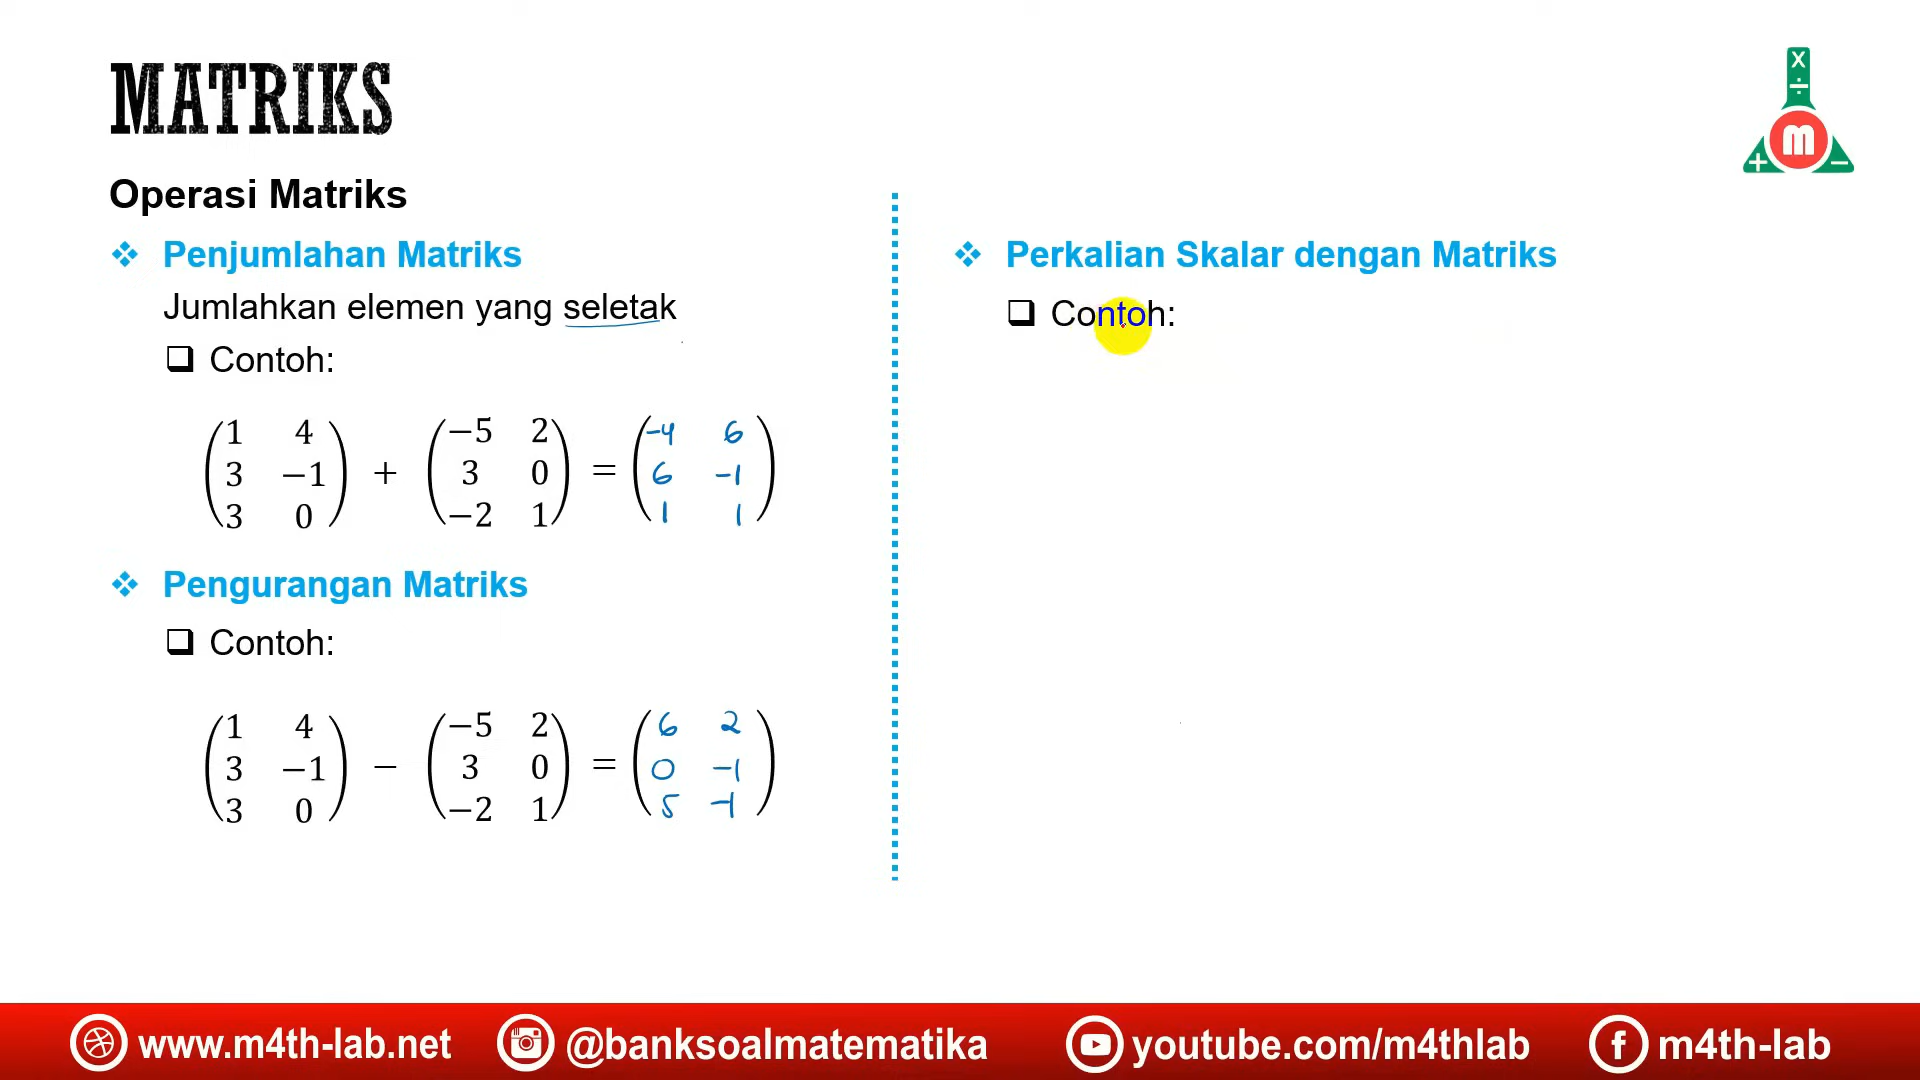 MATRIKS
X
÷
m
+ −
Operasi Matriks
❖ Penjumlahan Matriks
Jumlahkan elemen yang seletak
❑ Contoh:
1 4 −5 2 -4 6
3 −1 + 3 0 = 6 -1
3 0 −2 1 1 1
❖ Pengurangan Matriks
❑ Contoh:
1 4 −5 2 6 2
3 −1 − 3 0 = 0 -1
3 0 −2 1 5 -1
❖ Perkalian Skalar dengan Matriks
❑ Contoh:
www.m4th-lab.net @banksoalmatematika youtube.com/m4thlab m4th-lab